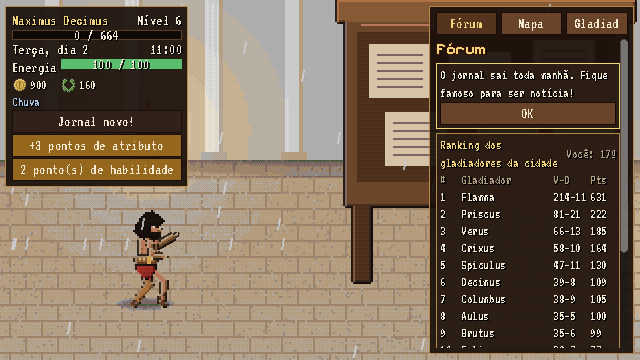 Maximus Decimus Nível 6
0 / 664
Terça, dia 2 11:00
Energia 100 / 100
900 160
Chuva
Jornal novo!
+3 pontos de atributo
2 ponto(s) de habilidade
Fórum Mapa Gladiad
Fórum
O jornal sai toda manhã. Fique
famoso para ser notícia!
OK
Ranking dos
gladiadores da cidade
Você: 17º
# Gladiador V-D Pts
1 Flamma 214-11 631
2 Priscus 81-21 222
3 Verus 66-13 185
4 Crixus 58-10 164
5 Spiculus 47-11 130
6 Decimus 39-8 109
7 Columbus 38-9 105
8 Aulus 35-5 100
9 Brutus 35-6 99